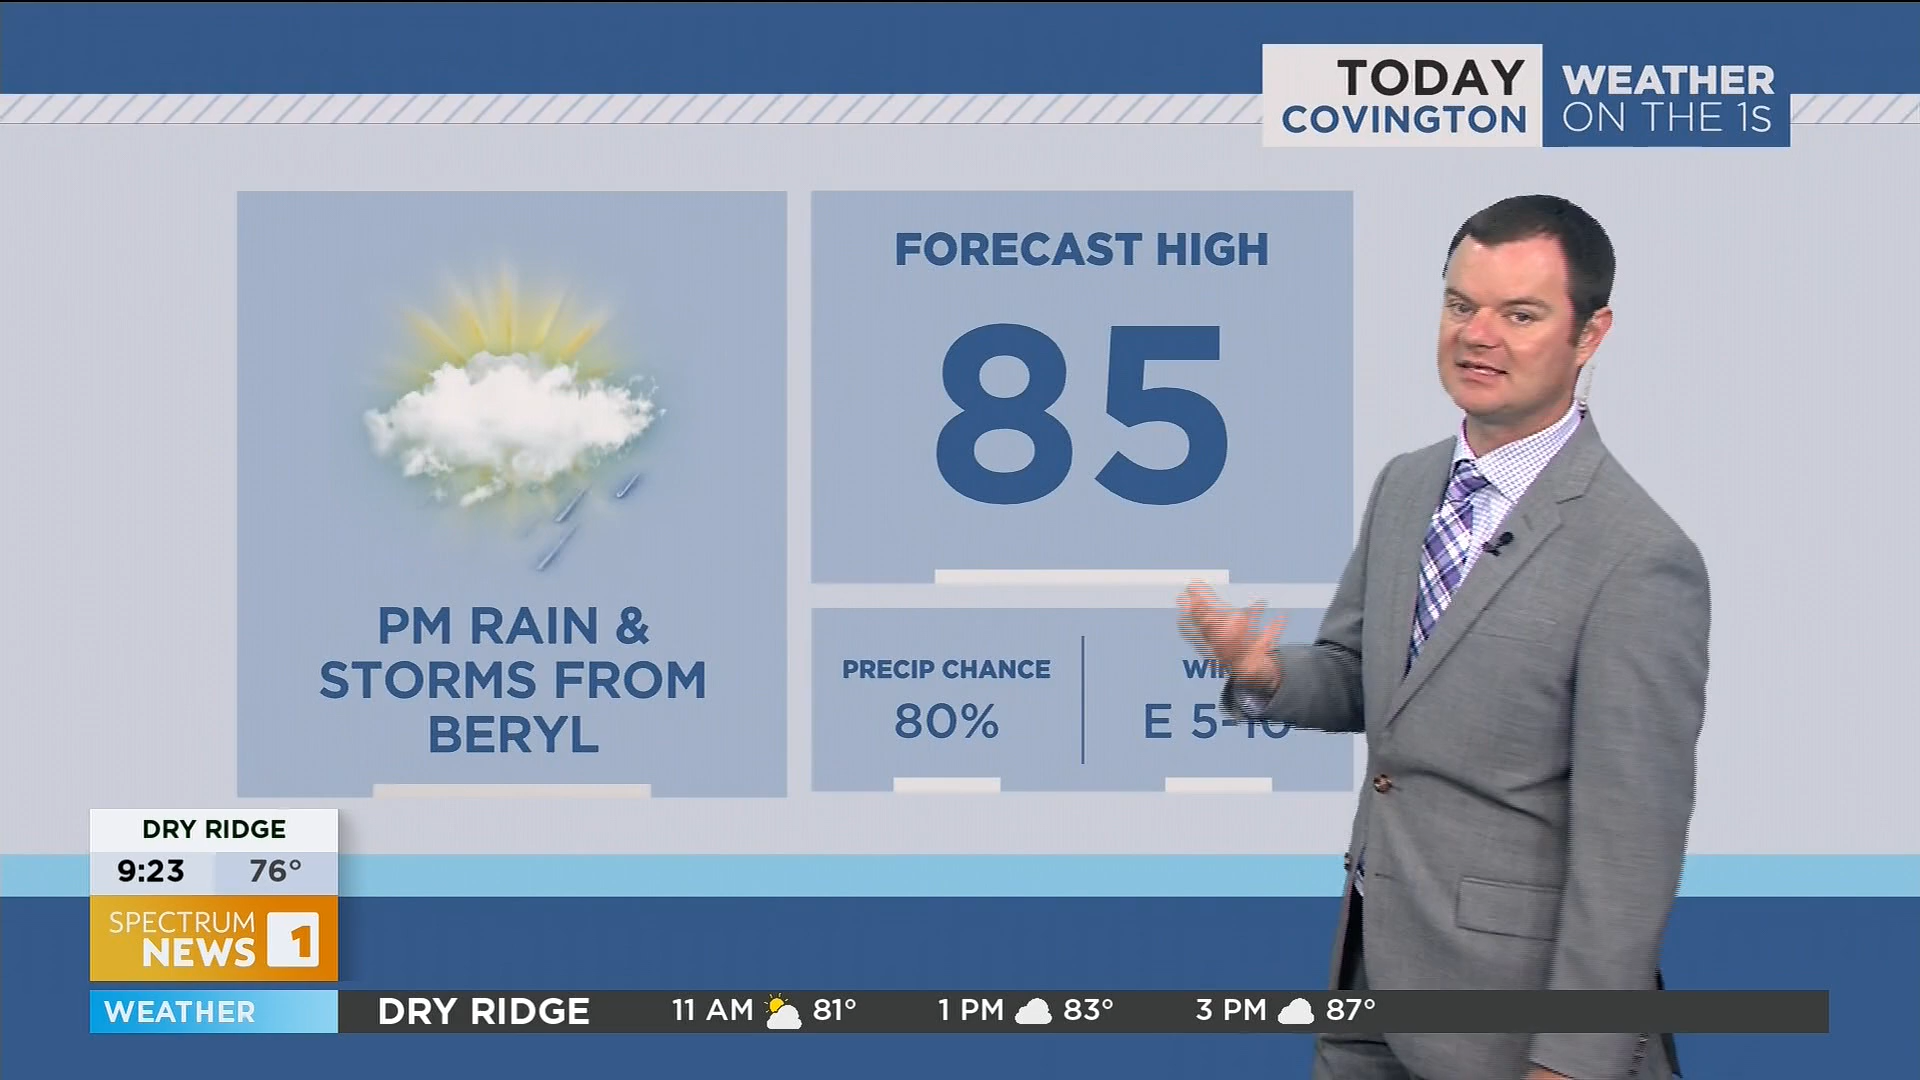 TODAY
COVINGTON
WEATHER
ON THE 1s
FORECAST HIGH
85
PM RAIN &
STORMS FROM
BERYL
PRECIP CHANCE
80%
E 5-10
DRY RIDGE
9:23 76°
SPECTRUM
NEWS 1
WEATHER DRY RIDGE 11 AM 81° 1 PM 83° 3 PM 87°